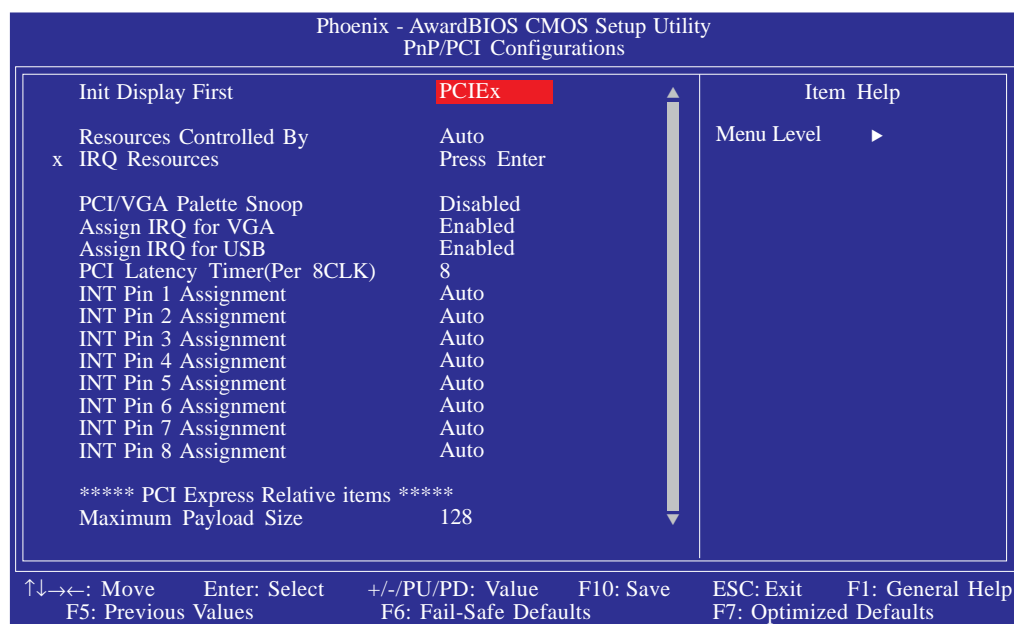 Phoenix - AwardBIOS CMOS Setup Utility
PnP/PCI Configurations
Init Display First PCIEx
Resources Controlled By Auto
x IRQ Resources Press Enter
PCI/VGA Palette Snoop Disabled
Assign IRQ for VGA Enabled
Assign IRQ for USB Enabled
PCI Latency Timer(Per 8CLK) 8
INT Pin 1 Assignment Auto
INT Pin 2 Assignment Auto
INT Pin 3 Assignment Auto
INT Pin 4 Assignment Auto
INT Pin 5 Assignment Auto
INT Pin 6 Assignment Auto
INT Pin 7 Assignment Auto
INT Pin 8 Assignment Auto
***** PCI Express Relative items *****
Maximum Payload Size 128
Item Help
Menu Level ▶
↑↓→←: Move Enter: Select +/-/PU/PD: Value F10: Save ESC: Exit F1: General Help
F5: Previous Values F6: Fail-Safe Defaults F7: Optimized Defaults